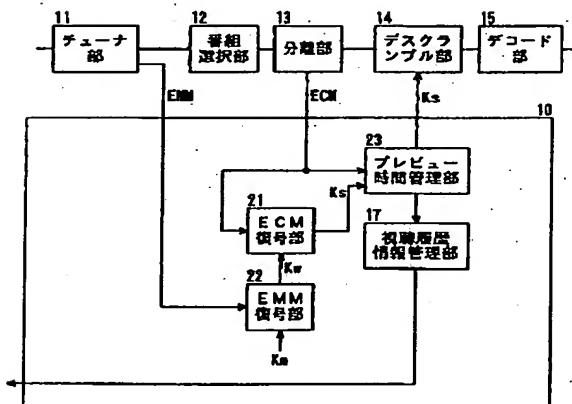 11
チューナ
部
12
番組
選択部
13
分離部
14
デスクラ
ンブル部
15
デコード
部
EMM
ECM
Ks
10
23
プレビュー
時間管理部
Ks
21
ECM
復号部
17
視聴履歴
情報管理部
Kw
22
EMM
復号部
Km